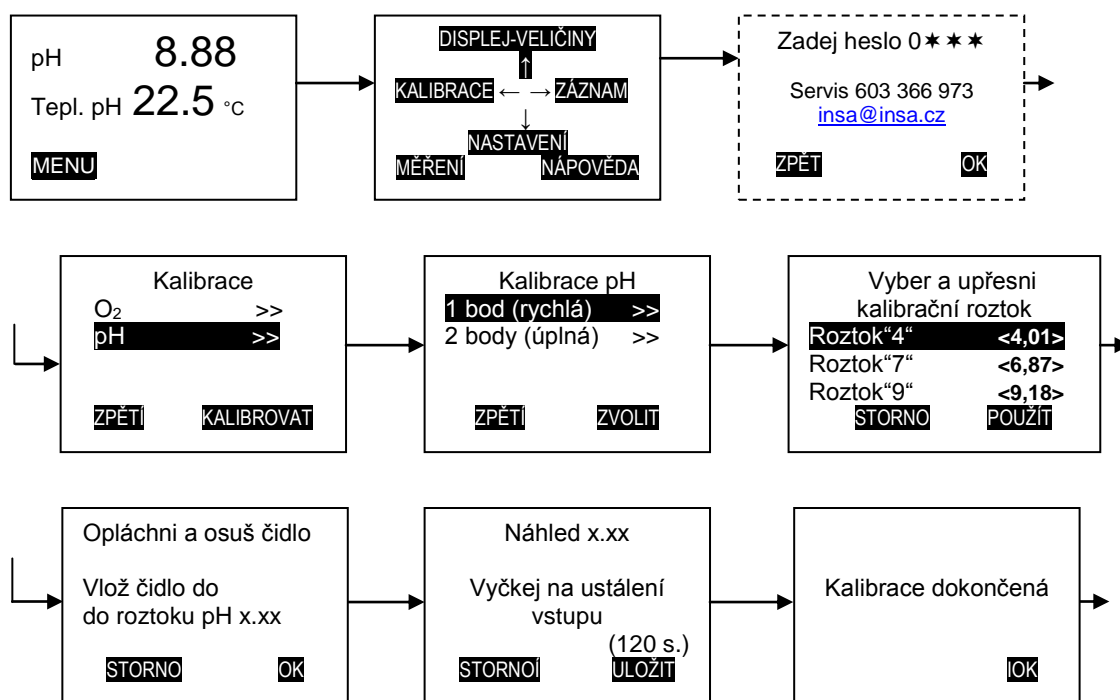 pH 8.88
Tepl. pH 22.5 °C
MENU
DISPLEJ-VELIČINY
↑
KALIBRACE ← → ZÁZNAM
↓
NASTAVENÍ
MĚŘENÍ NÁPOVĚDA
Zadej heslo 0✶✶✶
Servis 603 366 973
insa@insa.cz
ZPĚT OK
Kalibrace
O₂ >>
pH >>
ZPĚTÍ KALIBROVAT
Kalibrace pH
1 bod (rychlá) >>
2 body (úplná) >>
ZPĚTÍ ZVOLIT
Vyber a upřesni
kalibrační roztok
Roztok“4“ <4,01>
Roztok“7“ <6,87>
Roztok“9“ <9,18>
STORNO POUŽÍT
Opláchni a osuš čidlo
Vlož čidlo do
do roztoku pH x.xx
STORNO OK
Náhled x.xx
Vyčkej na ustálení
vstupu
(120 s.)
STORNOÍ ULOŽIT
Kalibrace dokončená
IOK